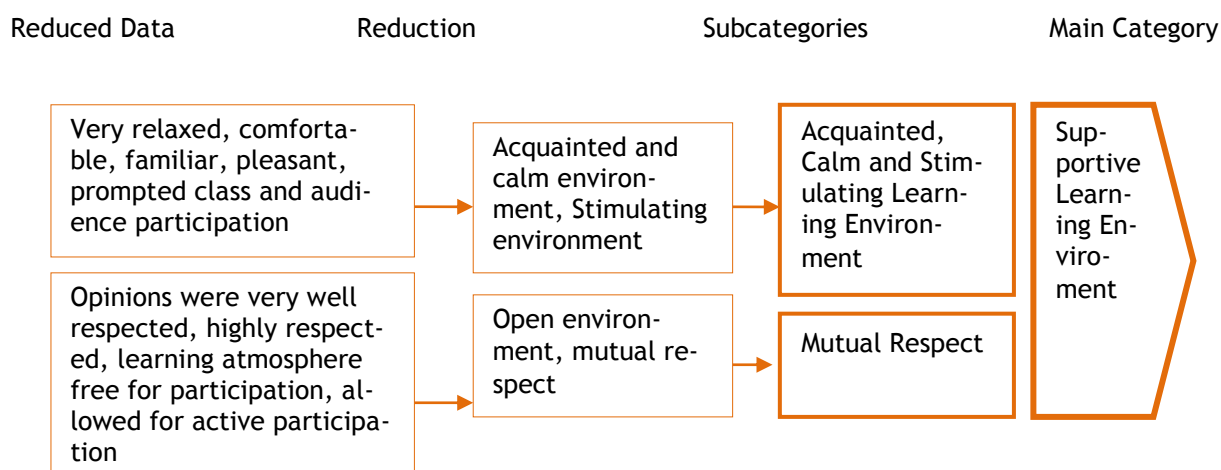 Reduced Data
Reduction
Subcategories
Main Category
Very relaxed, comforta-
ble, familiar, pleasant,
prompted class and audi-
ence participation
Acquainted and
calm environ-
ment, Stimulating
environment
Acquainted,
Calm and Stim-
ulating Learn-
ing Environ-
ment
Sup-
portive
Learn-
ing En-
viro-
ment
Opinions were very well
respected, highly respect-
ed, learning atmosphere
free for participation, al-
lowed for active participa-
tion
Open environ-
ment, mutual re-
spect
Mutual Respect